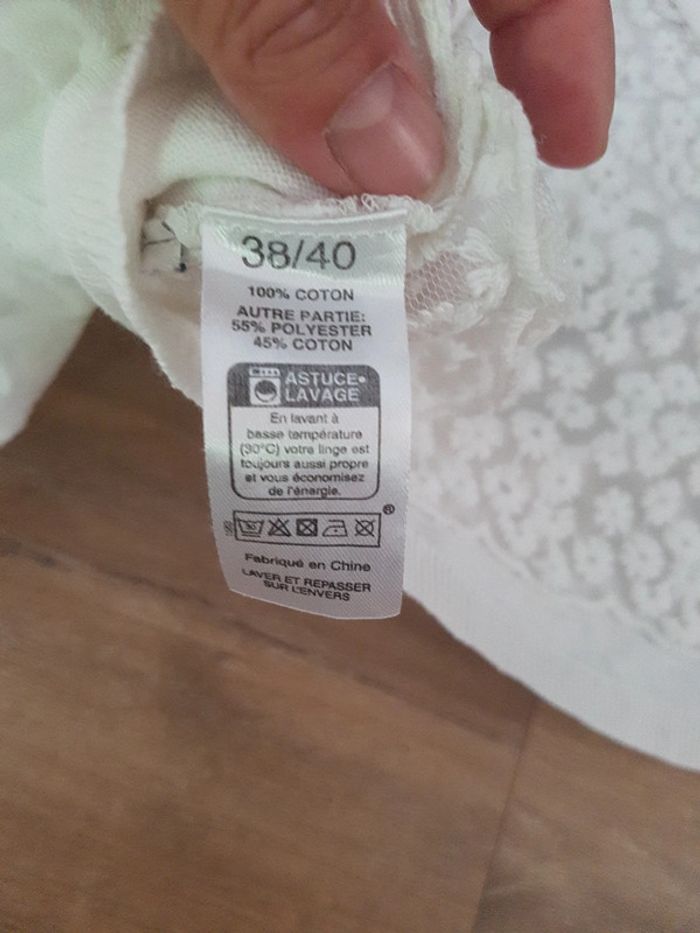 38/40
100% COTON
AUTRE PARTIE:
55% POLYESTER
45% COTON
ASTUCE•
LAVAGE
En lavant à
basse température
(30°C) votre linge est
toujours aussi propre
et vous économisez
de l'énergie.
®
Fabriqué en Chine
LAVER ET REPASSER
SUR L'ENVERS